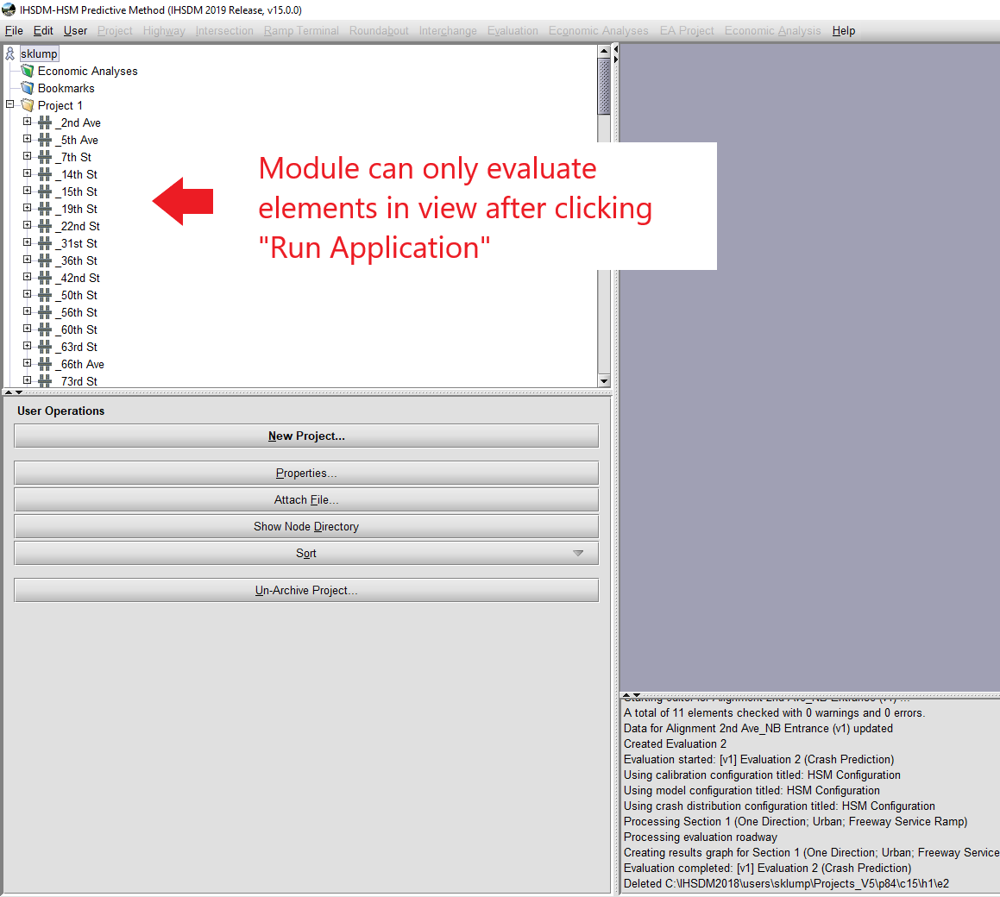 IHSDM-HSM Predictive Method (IHSDM 2019 Release, v15.0.0)
File Edit User Project Highway Intersection Ramp Terminal Roundabout Interchange Evaluation Economic Analyses EA Project Economic Analysis Help
sklump
Economic Analyses
Bookmarks
Project 1
_2nd Ave
_5th Ave
_7th St
_14th St
_15th St
_19th St
_22nd St
_31st St
_36th St
_42nd St
_50th St
_56th St
_60th St
_63rd St
_66th Ave
_73rd St
Module can only evaluate
elements in view after clicking
"Run Application"
User Operations
New Project...
Properties...
Attach File...
Show Node Directory
Sort
Un-Archive Project...
Starting editor for Alignment 2nd Ave_NB Entrance (v1) ...
A total of 11 elements checked with 0 warnings and 0 errors.
Data for Alignment 2nd Ave_NB Entrance (v1) updated
Created Evaluation 2
Evaluation started: [v1] Evaluation 2 (Crash Prediction)
Using calibration configuration titled: HSM Configuration
Using model configuration titled: HSM Configuration
Using crash distribution configuration titled: HSM Configuration
Processing Section 1 (One Direction; Urban; Freeway Service Ramp)
Processing evaluation roadway
Creating results graph for Section 1 (One Direction; Urban; Freeway Service
Evaluation completed: [v1] Evaluation 2 (Crash Prediction)
Deleted C:\IHSDM2018\users\sklump\Projects_V5\p84\c15\h1\e2